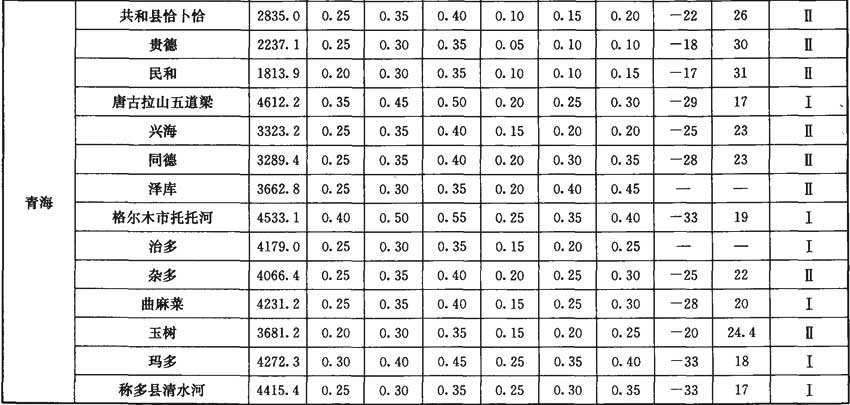 共和县恰卜恰 2835.0 0.25 0.35 0.40 0.10 0.15 0.20 −22 26 Ⅱ
贵德 2237.1 0.25 0.30 0.35 0.05 0.10 0.10 −18 30 Ⅱ
民和 1813.9 0.20 0.30 0.35 0.10 0.10 0.15 −17 31 Ⅱ
唐古拉山五道梁 4612.2 0.35 0.45 0.50 0.20 0.25 0.30 −29 17 Ⅰ
兴海 3323.2 0.25 0.35 0.40 0.15 0.20 0.20 −25 23 Ⅱ
同德 3289.4 0.25 0.35 0.40 0.20 0.30 0.35 −28 23 Ⅱ
泽库 3662.8 0.25 0.30 0.35 0.20 0.40 0.45 — — Ⅱ
青海
格尔木市托托河 4533.1 0.40 0.50 0.55 0.25 0.35 0.40 −33 19 Ⅰ
治多 4179.0 0.25 0.30 0.35 0.15 0.20 0.25 — — Ⅰ
杂多 4066.4 0.25 0.35 0.40 0.20 0.25 0.30 −25 22 Ⅱ
曲麻菜 4231.2 0.25 0.35 0.40 0.15 0.25 0.30 −28 20 Ⅰ
玉树 3681.2 0.20 0.30 0.35 0.15 0.20 0.25 −20 24.4 Ⅱ
玛多 4272.3 0.30 0.40 0.45 0.25 0.35 0.40 −33 18 Ⅰ
称多县清水河 4415.4 0.25 0.30 0.35 0.25 0.30 0.35 −33 17 Ⅰ